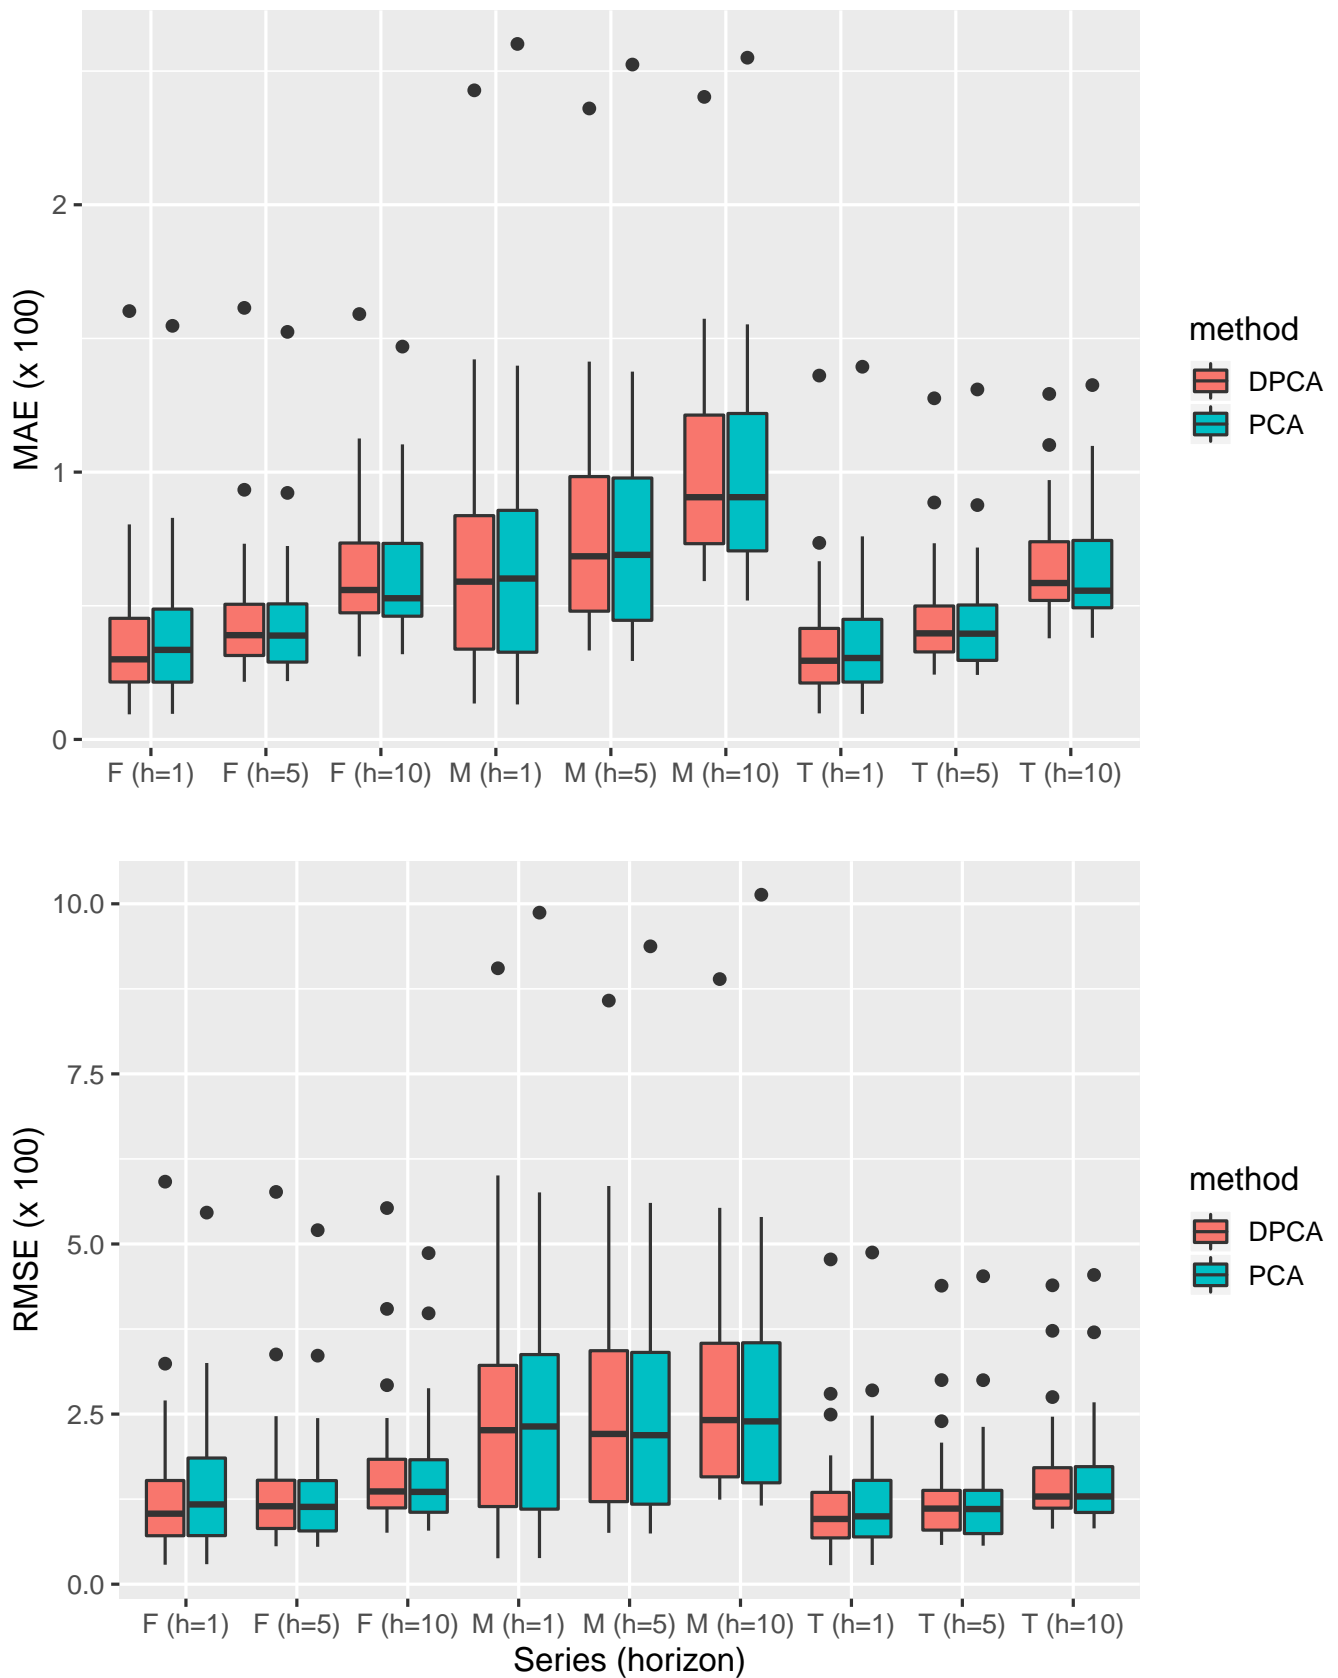 MAE (x 100)
2
1
0
F (h=1) F (h=5) F (h=10) M (h=1) M (h=5) M (h=10) T (h=1) T (h=5) T (h=10)
method
DPCA
PCA
RMSE (x 100)
10.0
7.5
5.0
2.5
0.0
F (h=1) F (h=5) F (h=10) M (h=1) M (h=5) M (h=10) T (h=1) T (h=5) T (h=10)
Series (horizon)
method
DPCA
PCA